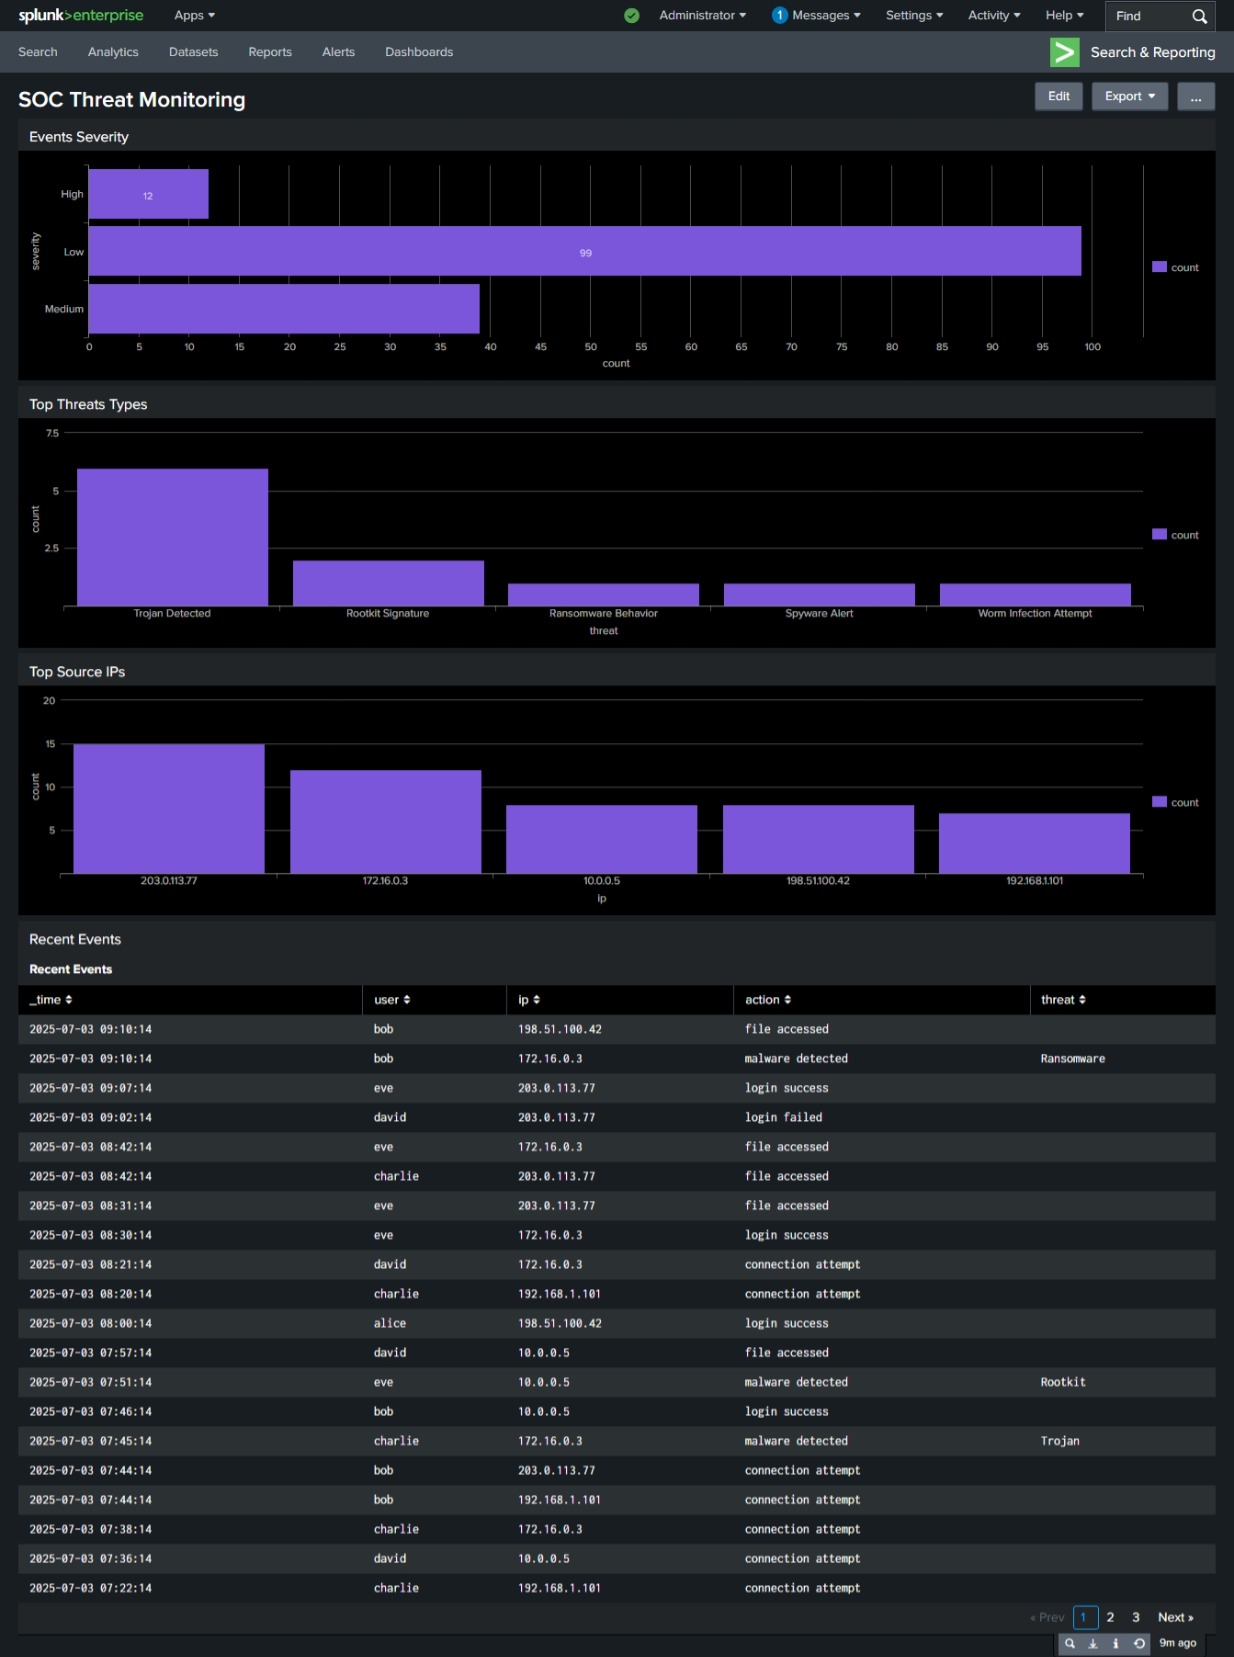 splunk>enterprise Apps Administrator 1 Messages Settings Activity Help Find
Search Analytics Datasets Reports Alerts Dashboards Search & Reporting
SOC Threat Monitoring Edit Export ...
Events Severity
severity
High 12
Low 99
Medium
count
0 5 10 15 20 25 30 35 40 45 50 55 60 65 70 75 80 85 90 95 100
count
Top Threats Types
7.5
5
2.5
count
count
Trojan Detected Rootkit Signature Ransomware Behavior Spyware Alert Worm Infection Attempt
threat
Top Source IPs
20
15
10
5
count
count
203.0.113.77 172.16.0.3 10.0.0.5 198.51.100.42 192.168.1.101
ip
Recent Events
Recent Events
_time user ip action threat
2025-07-03 09:10:14 bob 198.51.100.42 file accessed
2025-07-03 09:10:14 bob 172.16.0.3 malware detected Ransomware
2025-07-03 09:07:14 eve 203.0.113.77 login success
2025-07-03 09:02:14 david 203.0.113.77 login failed
2025-07-03 08:42:14 eve 172.16.0.3 file accessed
2025-07-03 08:42:14 charlie 203.0.113.77 file accessed
2025-07-03 08:31:14 eve 203.0.113.77 file accessed
2025-07-03 08:30:14 eve 172.16.0.3 login success
2025-07-03 08:21:14 david 172.16.0.3 connection attempt
2025-07-03 08:20:14 charlie 192.168.1.101 connection attempt
2025-07-03 08:00:14 alice 198.51.100.42 login success
2025-07-03 07:57:14 david 10.0.0.5 file accessed
2025-07-03 07:51:14 eve 10.0.0.5 malware detected Rootkit
2025-07-03 07:46:14 bob 10.0.0.5 login success
2025-07-03 07:45:14 charlie 172.16.0.3 malware detected Trojan
2025-07-03 07:44:14 bob 203.0.113.77 connection attempt
2025-07-03 07:44:14 bob 192.168.1.101 connection attempt
2025-07-03 07:38:14 charlie 172.16.0.3 connection attempt
2025-07-03 07:36:14 david 10.0.0.5 connection attempt
2025-07-03 07:22:14 charlie 192.168.1.101 connection attempt
« Prev 1 2 3 Next »
9m ago